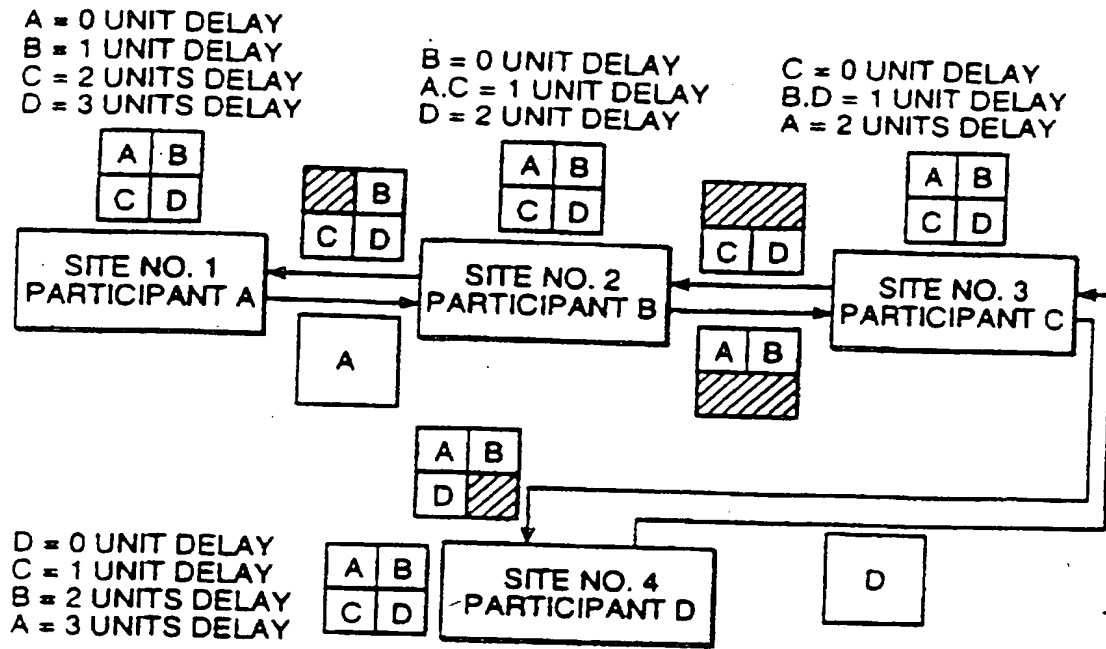 A = 0 UNIT DELAY
B = 1 UNIT DELAY
C = 2 UNITS DELAY
D = 3 UNITS DELAY
B = 0 UNIT DELAY
A.C = 1 UNIT DELAY
D = 2 UNIT DELAY
C = 0 UNIT DELAY
B.D = 1 UNIT DELAY
A = 2 UNITS DELAY
A B
C D
B
C D
A B
C D
C D
A B
C D
SITE NO. 1
PARTICIPANT A
SITE NO. 2
PARTICIPANT B
SITE NO. 3
PARTICIPANT C
A
A B
A B
D
D = 0 UNIT DELAY
C = 1 UNIT DELAY
B = 2 UNITS DELAY
A = 3 UNITS DELAY
A B
C D
SITE NO. 4
PARTICIPANT D
D